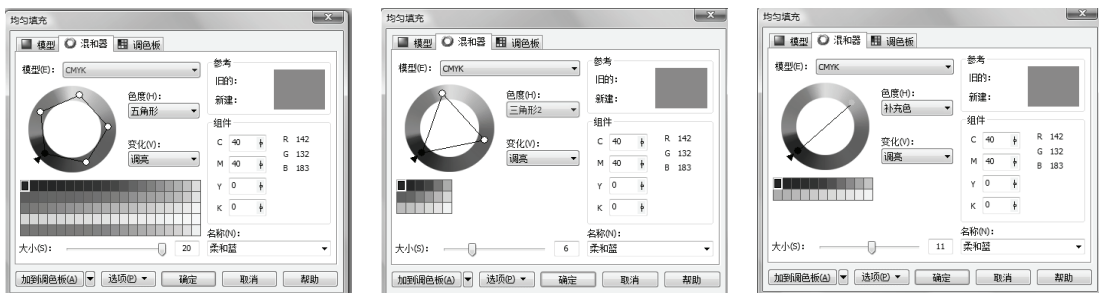 均匀填充
模型 混和器 调色板
模型(E): CMYK
色度(H):
五角形
变化(V):
调亮
参考
旧的:
新建:
组件
C 40 R 142
M 40 G 132
Y 0 B 183
K 0
名称(N):
柔和蓝
大小(S): 20
加到调色板(A) 选项(P) 确定 取消 帮助
均匀填充
模型 混和器 调色板
模型(E): CMYK
色度(H):
三角形2
变化(V):
调亮
参考
旧的:
新建:
组件
C 40 R 142
M 40 G 132
Y 0 B 183
K 0
名称(N):
柔和蓝
大小(S): 6
加到调色板(A) 选项(P) 确定 取消 帮助
均匀填充
模型 混和器 调色板
模型(E): CMYK
色度(H):
补充色
变化(V):
调亮
参考
旧的:
新建:
组件
C 40 R 142
M 40 G 132
Y 0 B 183
K 0
名称(N):
柔和蓝
大小(S): 11
加到调色板(A) 选项(P) 确定 取消 帮助